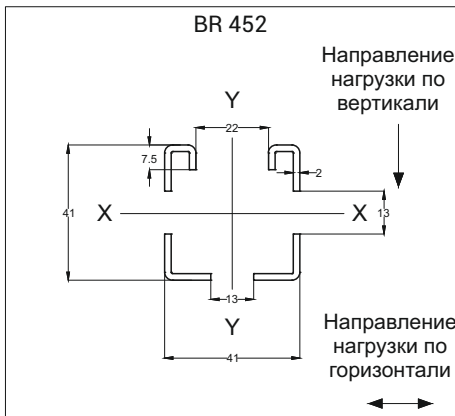 BR 452
Направление
нагрузки по
вертикали
Y
22
7.5
2
41
X
X
13
13
Y
41
Направление
нагрузки по
горизонтали